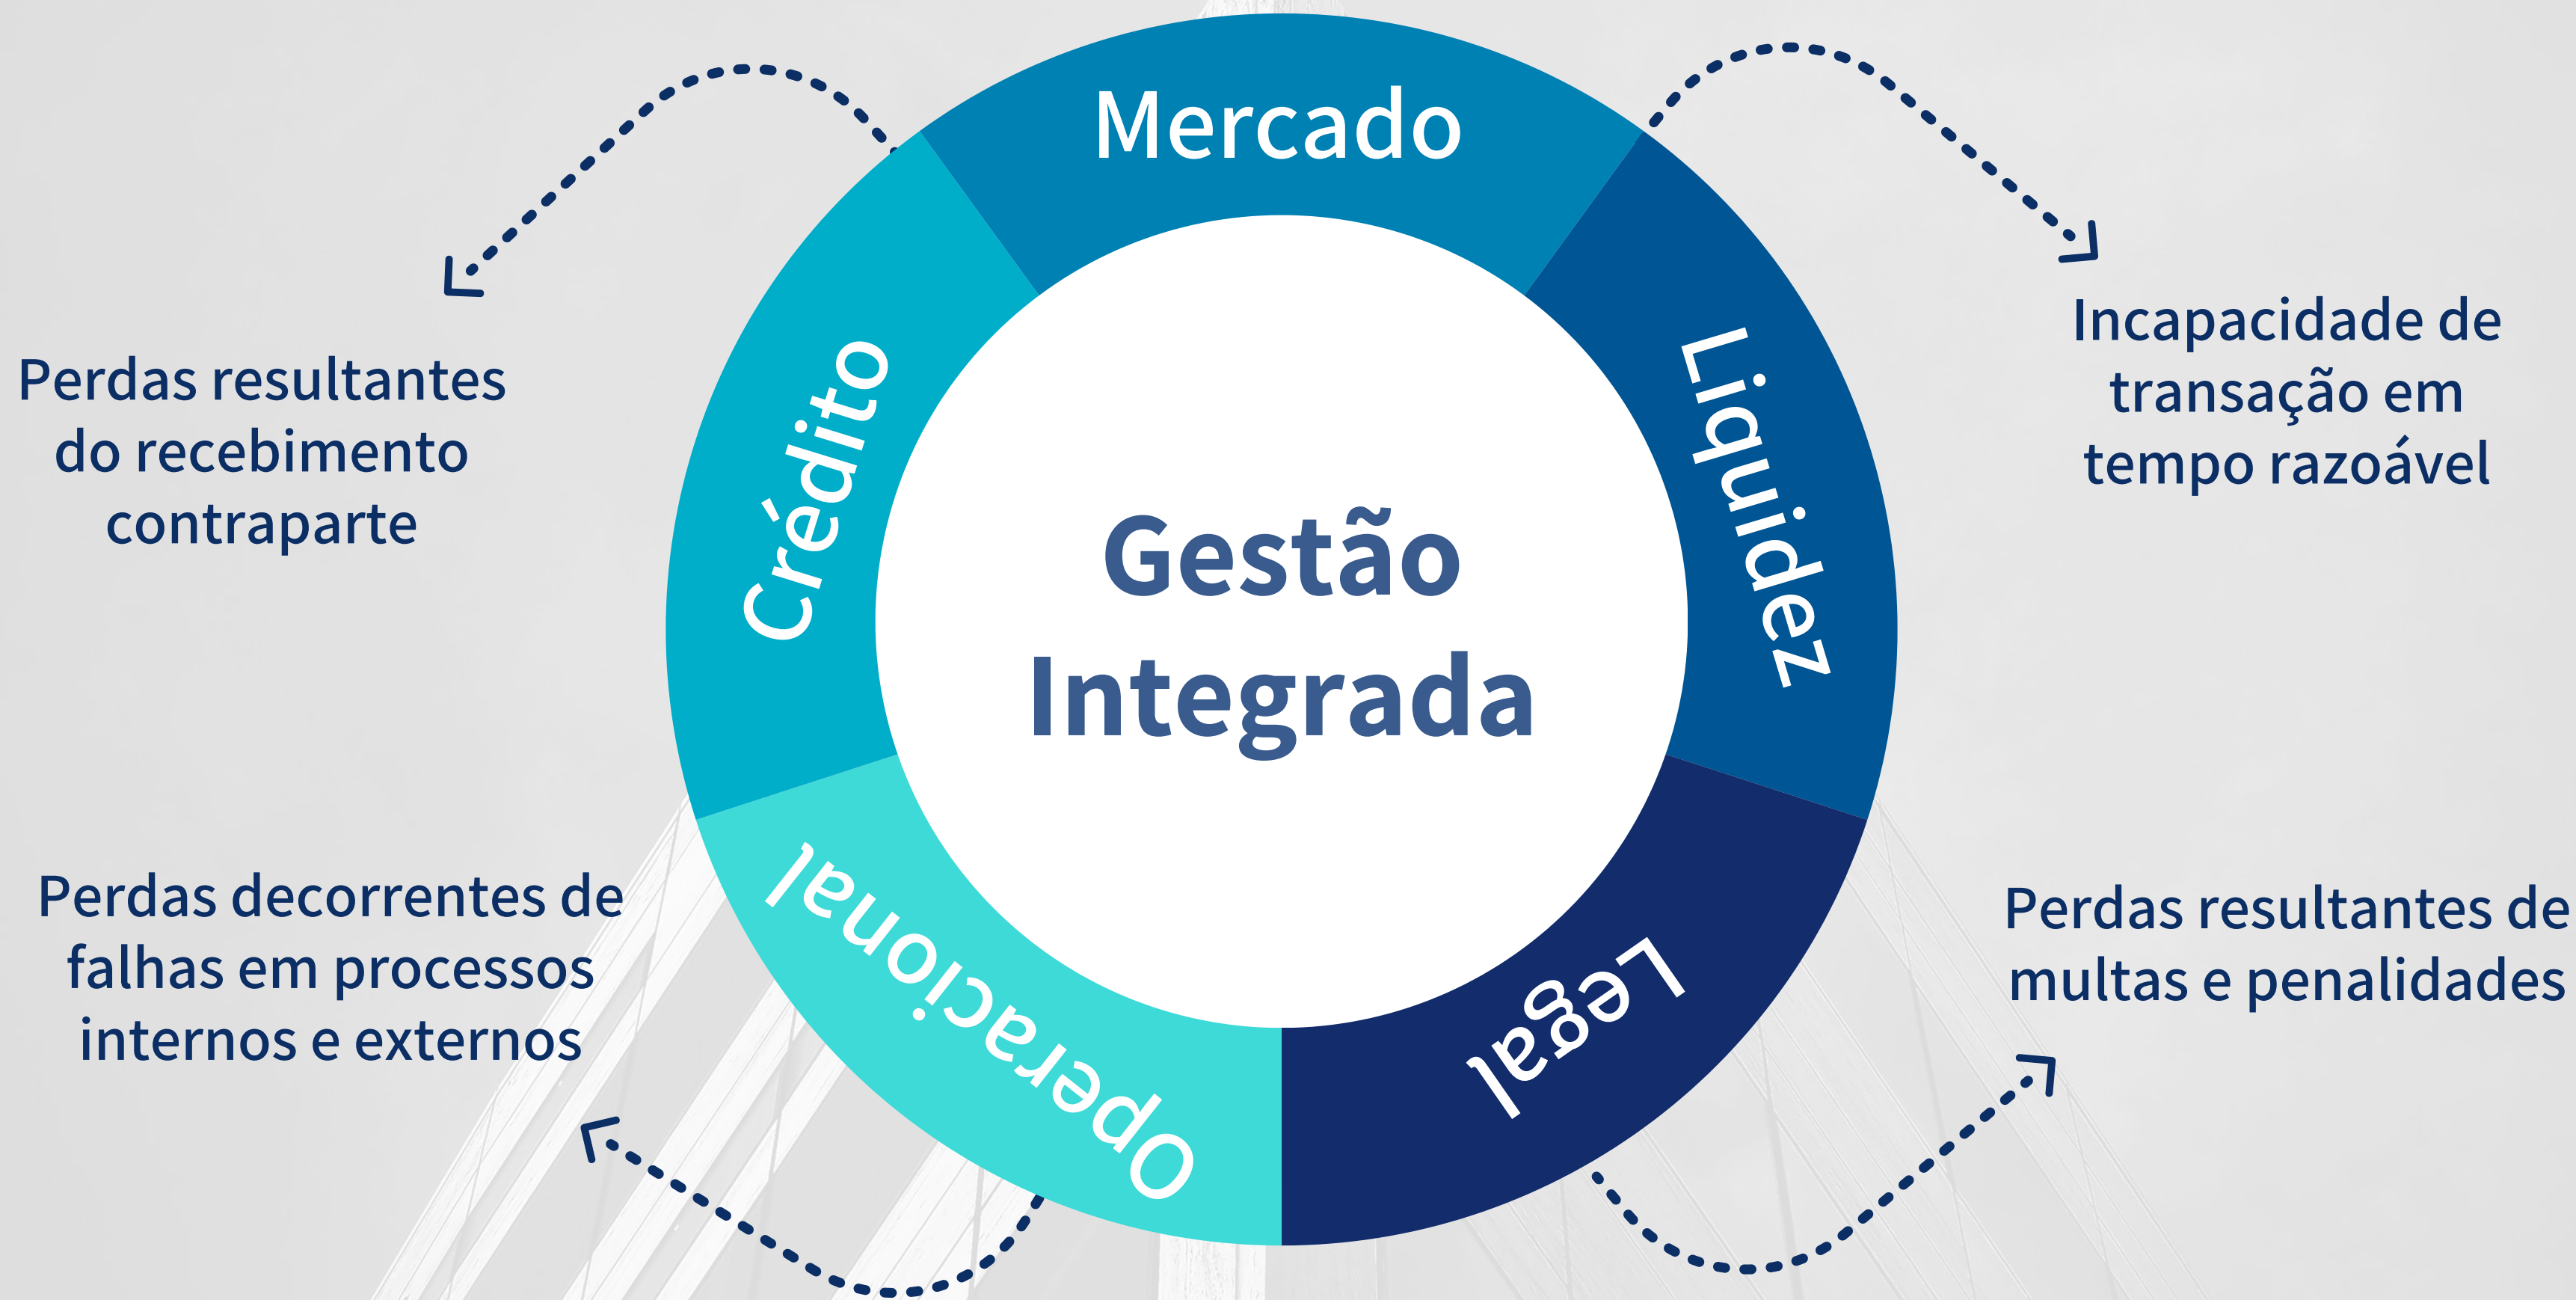 Mercado
Perdas resultantes
do recebimento
contraparte
Crédito
Liquidez
Incapacidade de
transação em
tempo razoável
Gestão
Integrada
Perdas decorrentes de
falhas em processos
internos e externos
Operacional
Legal
Perdas resultantes de
multas e penalidades